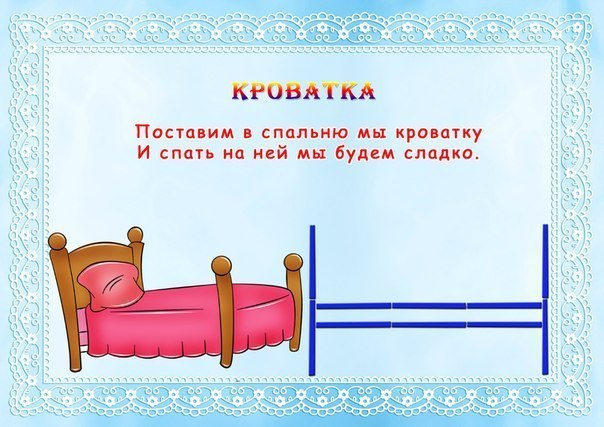 КРОВАТКА
Поставим в спальню мы кроватку
И спать на ней мы будем сладко.